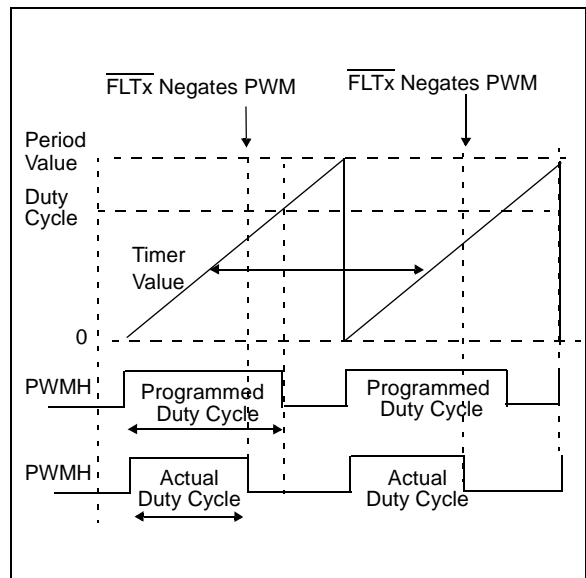 FLTx Negates PWM
FLTx Negates PWM
Period
Value
Duty
Cycle
Timer
Value
0
PWMH
Programmed
Duty Cycle
Programmed
Duty Cycle
PWMH
Actual
Duty Cycle
Actual
Duty Cycle